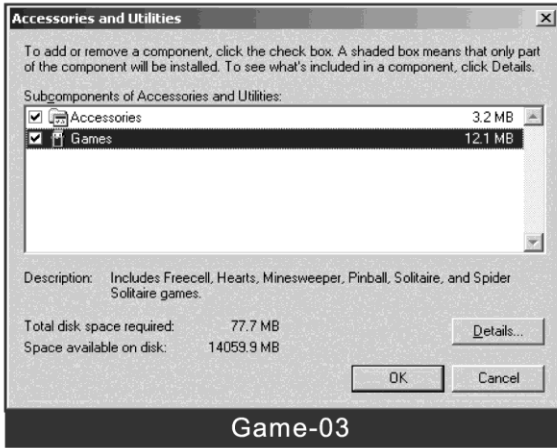 Accessories and Utilities
To add or remove a component, click the check box. A shaded box means that only part
of the component will be installed. To see what's included in a component, click Details.
Subcomponents of Accessories and Utilities:
Accessories 3.2 MB
Games 12.1 MB
Description: Includes Freecell, Hearts, Minesweeper, Pinball, Solitaire, and Spider
Solitaire games.
Total disk space required: 77.7 MB
Space available on disk: 14059.9 MB
Details...
OK Cancel
Game-03